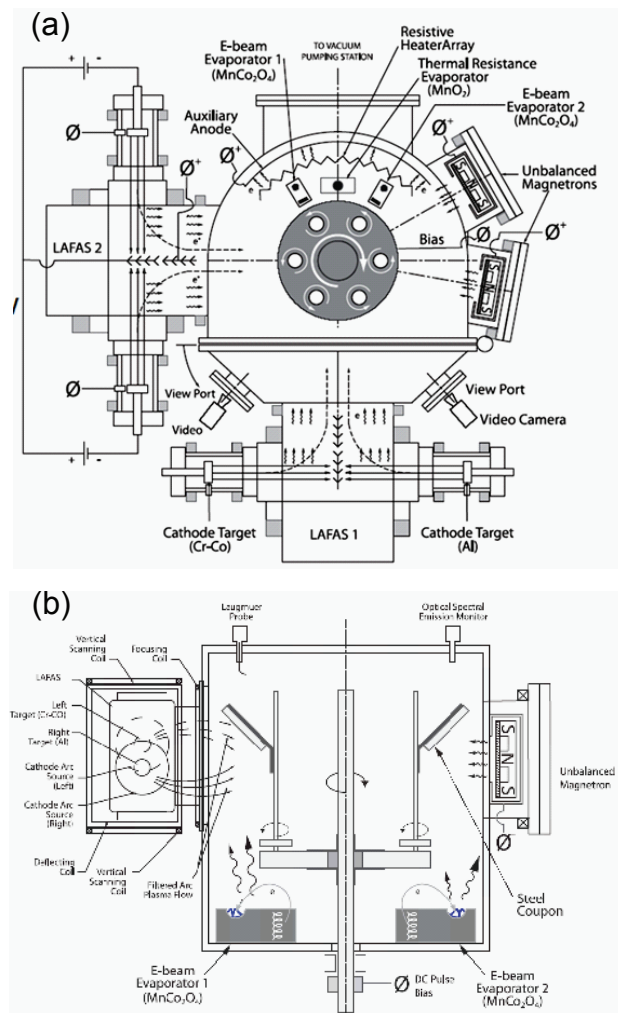 (a)
E-beam
Evaporator 1
(MnCo₂O₄)
TO VACUUM
PUMPING STATION
Resistive
HeaterArray
Thermal Resistance
Evaporator
(MnO₂)
E-beam
Evaporator 2
(MnCo₂O₄)
Auxiliary
Anode
Unbalanced
Magnetrons
+ -
Ø
Ø⁺
Ø⁺
Ø⁺
Ø⁺
S N S
S N S
e⁻
e⁻
e⁻
e⁻
Bias
Ø
LAFAS 2
Ø
+ -
View Port
Video
View Port
Video Camera
e⁻
Cathode Target
(Cr-Co)
LAFAS 1
Cathode Target
(Al)
(b)
Laugmuer
Probe
Optical Spectral
Emission Monitor
Vertical
Scanning
Coil
Focusing
Coil
LAFAS
Left
Target (Cr-CO)
Right
Target (Al)
Cathode Arc
Source
(Left)
Cathode Arc
Source
(Right)
Deflecting
Coil
Vertical
Scanning
Coil
Filtered Arc
Plasma Flow
S N S
Unbalanced
Magnetron
Ø
Steel
Coupon
e
e
E-beam
Evaporator 1
(MnCo₂O₄)
Ø DC Pulse
Bias
E-beam
Evaporator 2
(MnCo₂O₄)